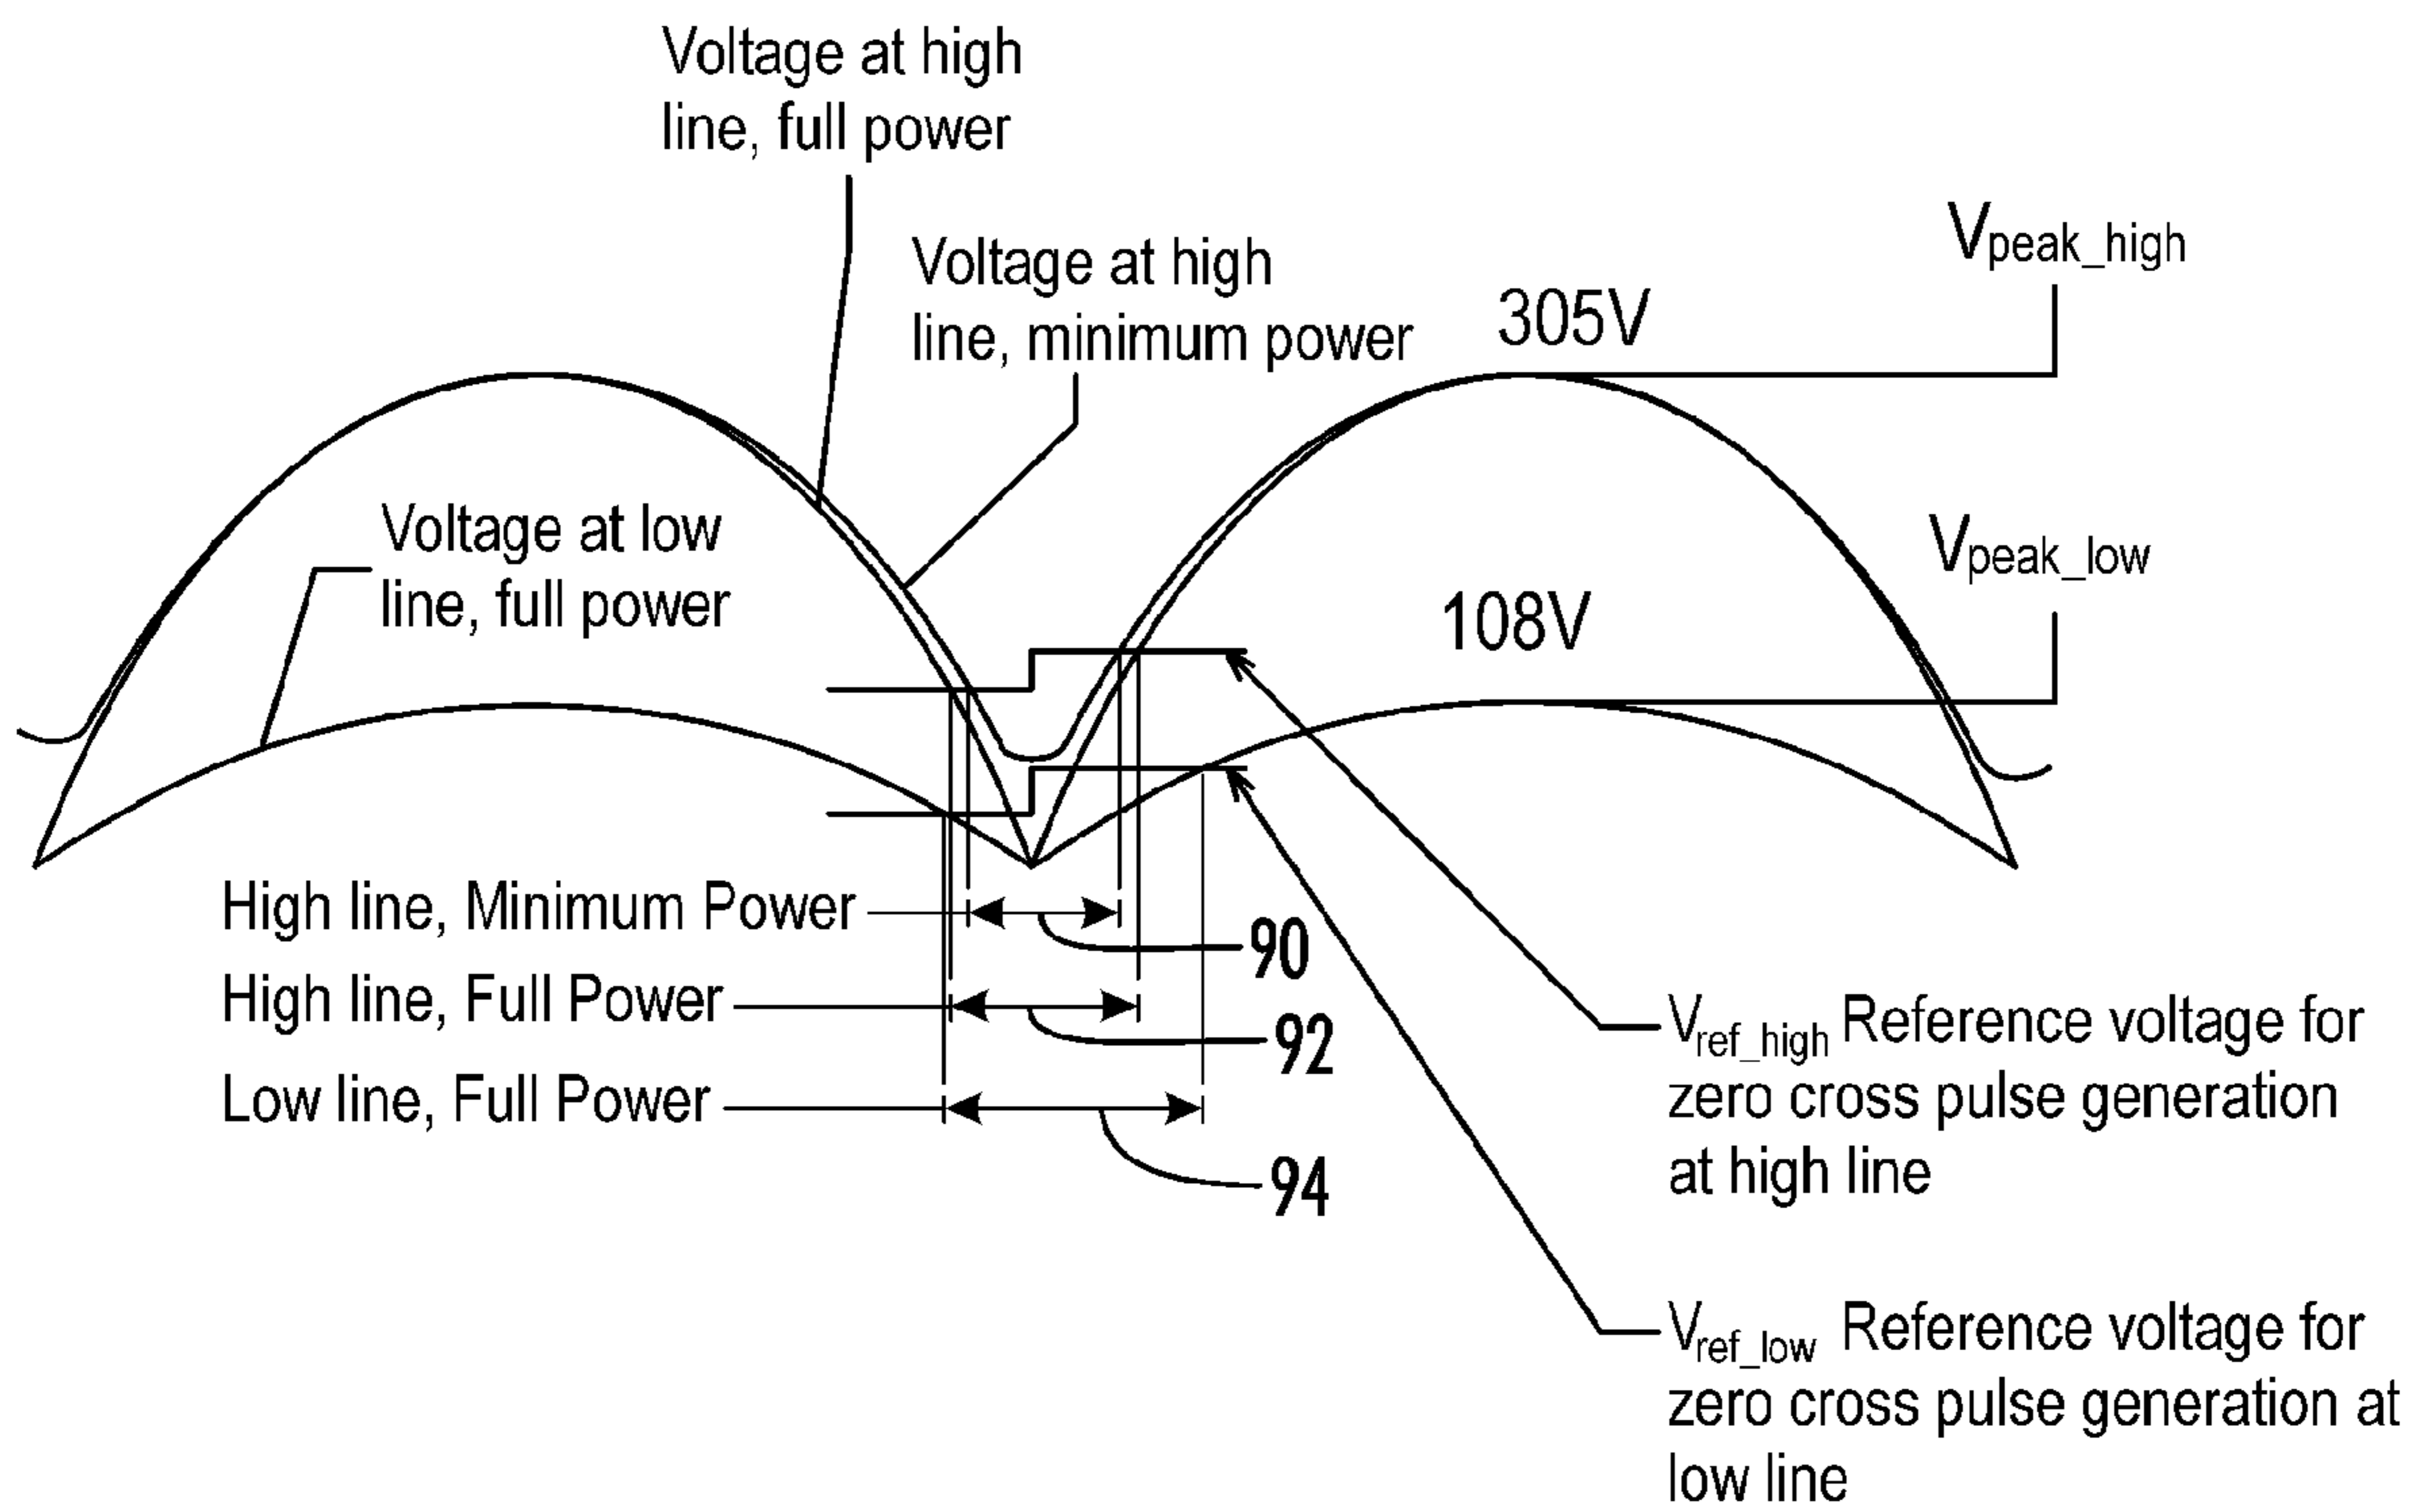 Voltage at high
line, full power
Voltage at high
line, minimum power
Vpeak_high
305V
Voltage at low
line, full power
Vpeak_low
108V
High line, Minimum Power
90
High line, Full Power
92
Low line, Full Power
94
Vref_high Reference voltage for
zero cross pulse generation
at high line
Vref_low Reference voltage for
zero cross pulse generation at
low line